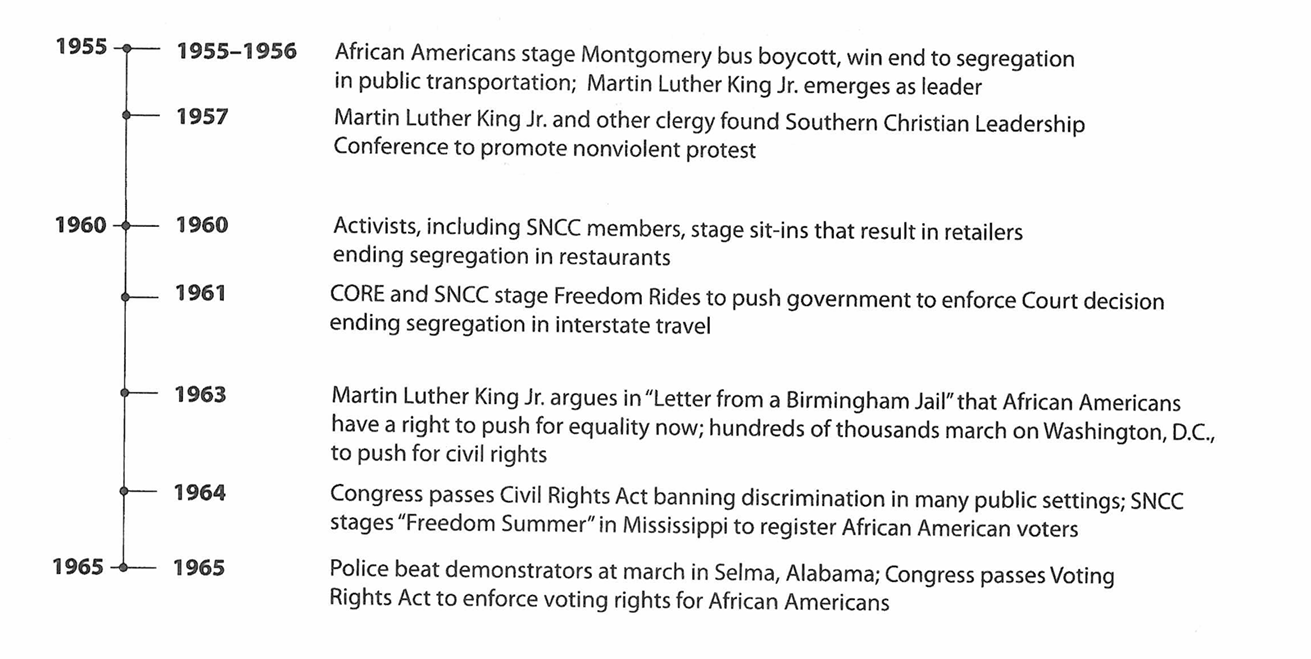 1955
1955–1956 African Americans stage Montgomery bus boycott, win end to segregation
in public transportation; Martin Luther King Jr. emerges as leader
1957 Martin Luther King Jr. and other clergy found Southern Christian Leadership
Conference to promote nonviolent protest
1960
1960 Activists, including SNCC members, stage sit-ins that result in retailers
ending segregation in restaurants
1961 CORE and SNCC stage Freedom Rides to push government to enforce Court decision
ending segregation in interstate travel
1963 Martin Luther King Jr. argues in “Letter from a Birmingham Jail” that African Americans
have a right to push for equality now; hundreds of thousands march on Washington, D.C.,
to push for civil rights
1964 Congress passes Civil Rights Act banning discrimination in many public settings; SNCC
stages “Freedom Summer” in Mississippi to register African American voters
1965
1965 Police beat demonstrators at march in Selma, Alabama; Congress passes Voting
Rights Act to enforce voting rights for African Americans